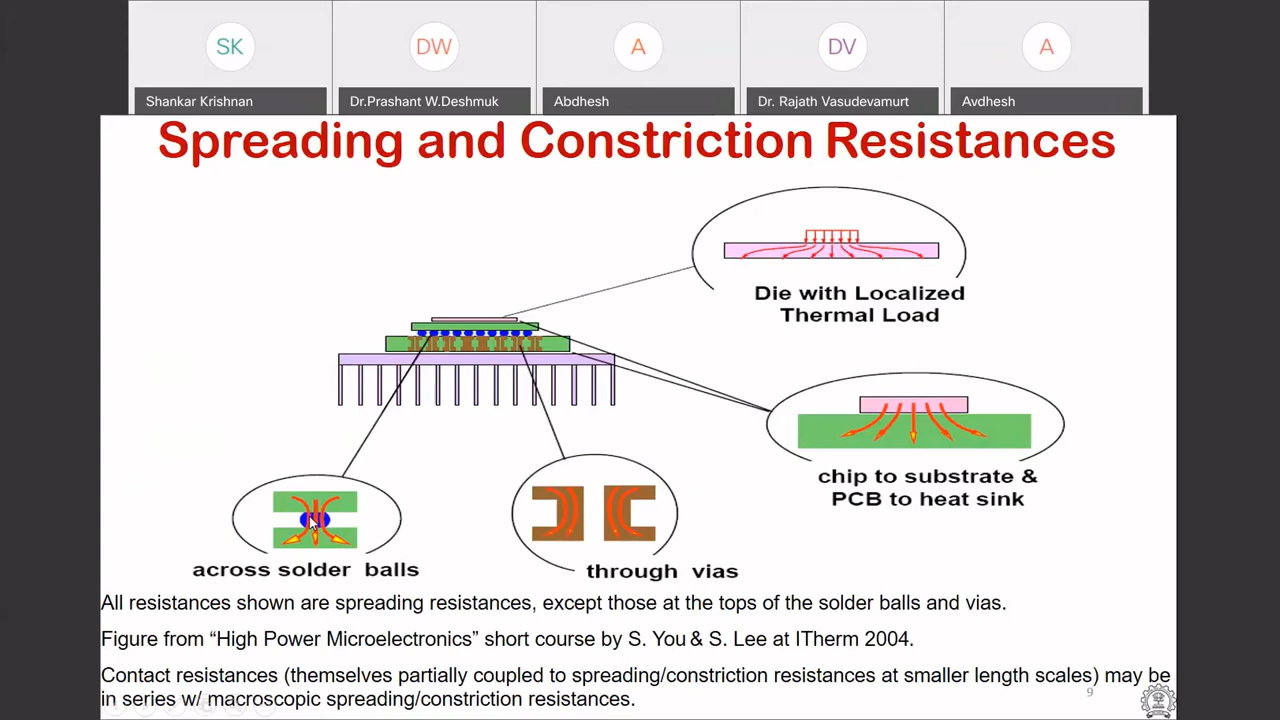 SK
DW
A
DV
A
Shankar Krishnan
Dr.Prashant W.Deshmuk
Abdhesh
Dr. Rajath Vasudevamurt
Avdhesh
Spreading and Constriction Resistances
Die with Localized
Thermal Load
chip to substrate &
PCB to heat sink
across solder balls
through vias
All resistances shown are spreading resistances, except those at the tops of the solder balls and vias.
Figure from “High Power Microelectronics” short course by S. You & S. Lee at ITherm 2004.
Contact resistances (themselves partially coupled to spreading/constriction resistances at smaller length scales) may be
in series w/ macroscopic spreading/constriction resistances.
9